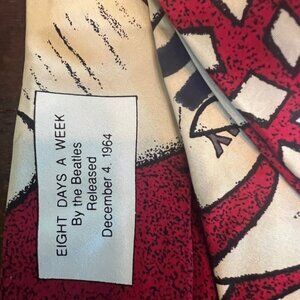 EIGHT DAYS A WEEK
By the Beatles
Released
December 4, 1964